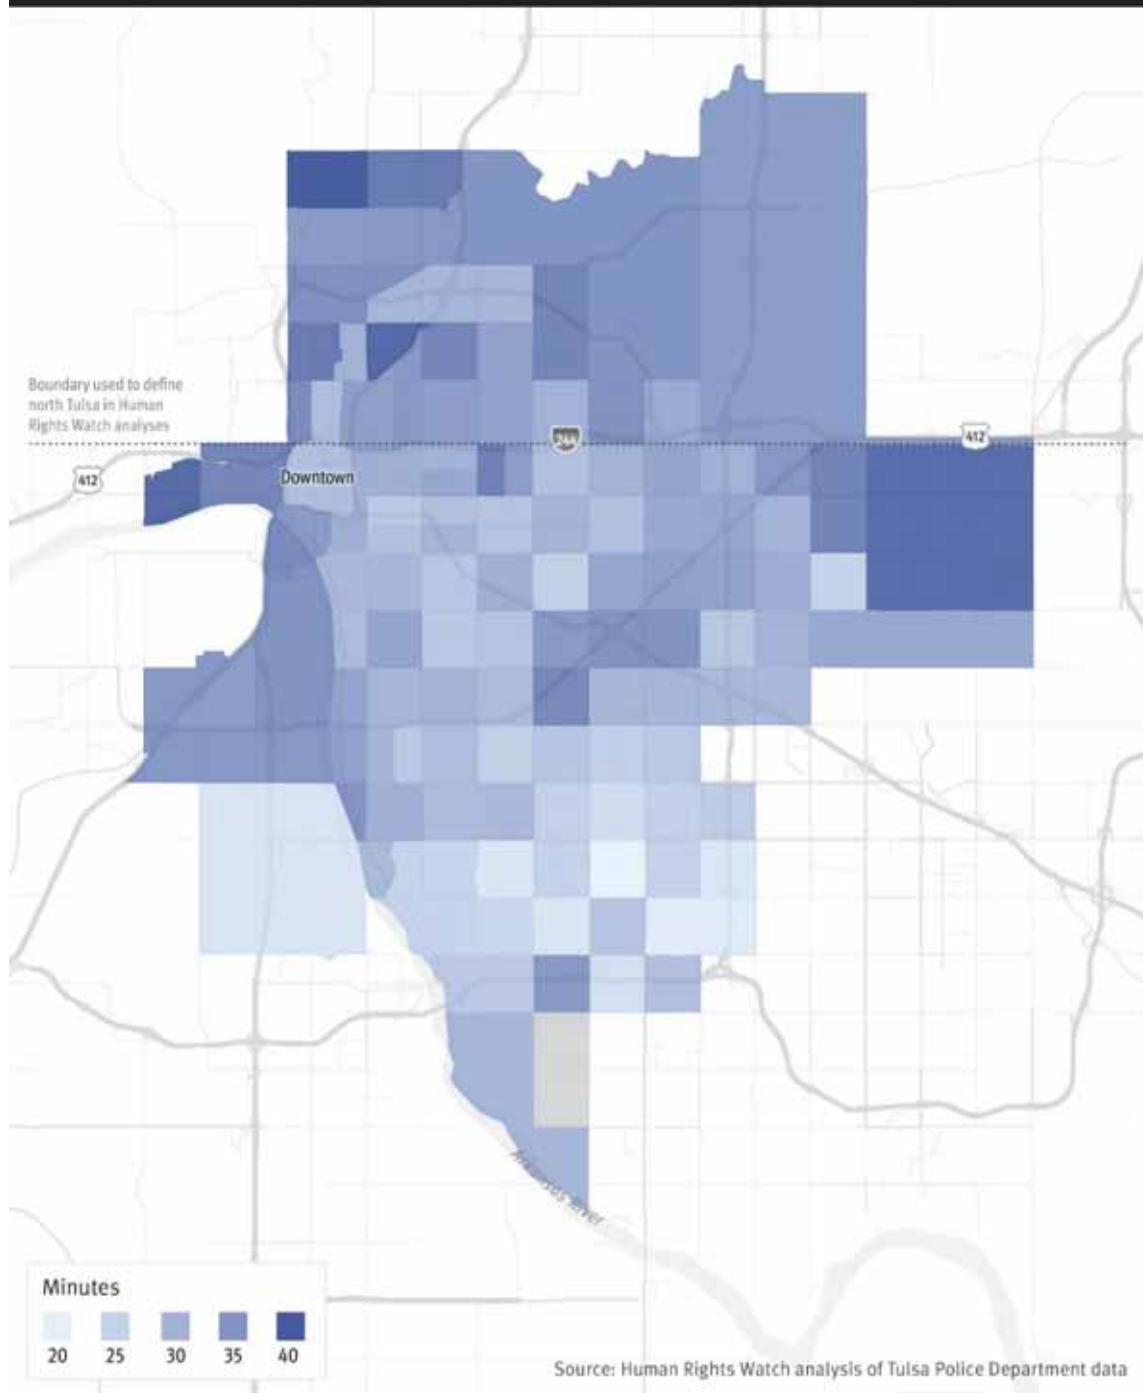 Boundary used to define
north Tulsa in Human
Rights Watch analyses
244
412
412
Downtown
Arkansas River
Minutes
20 25 30 35 40
Source: Human Rights Watch analysis of Tulsa Police Department data